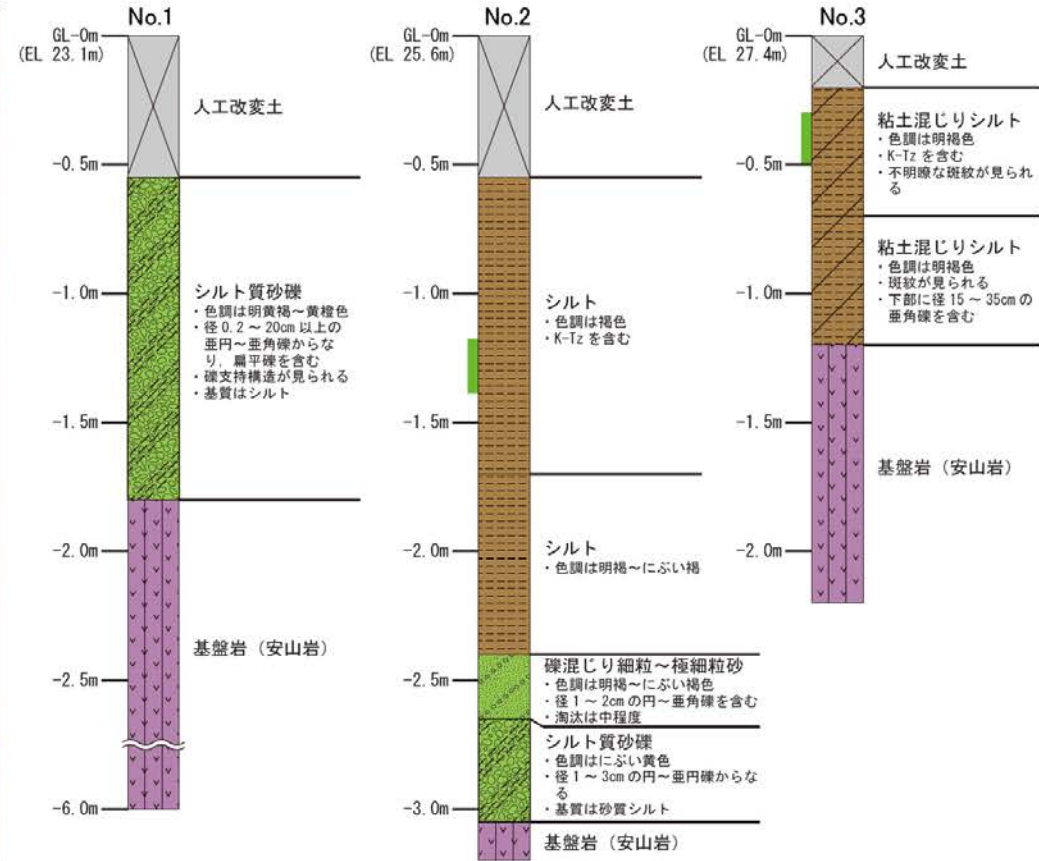 No.1
GL-0m
(EL 23.1m)
-0.5m
-1.0m
-1.5m
-2.0m
-2.5m
-6.0m
人工改変土
シルト質砂礫
・色調は明黄褐～黄橙色
・径0.2～20cm以上の
亜円～亜角礫からな
り，扁平礫を含む
・礫支持構造が見られる
・基質はシルト
基盤岩（安山岩）
No.2
GL-0m
(EL 25.6m)
-0.5m
-1.0m
-1.5m
-2.0m
-2.5m
-3.0m
人工改変土
シルト
・色調は褐色
・K-Tzを含む
シルト
・色調は明褐～にぶい褐
礫混じり細粒～極細粒砂
・色調は明褐～にぶい褐色
・径1～2cmの円～亜角礫を含む
・淘汰は中程度
シルト質砂礫
・色調はにぶい黄色
・径1～3cmの円～亜円礫からな
る
・基質は砂質シルト
基盤岩（安山岩）
No.3
GL-0m
(EL 27.4m)
-0.5m
-1.0m
-1.5m
-2.0m
人工改変土
粘土混じりシルト
・色調は明褐色
・K-Tzを含む
・不明瞭な斑紋が見られ
る
粘土混じりシルト
・色調は明褐色
・斑紋が見られる
・下部に径15～35cmの
亜角礫を含む
基盤岩（安山岩）